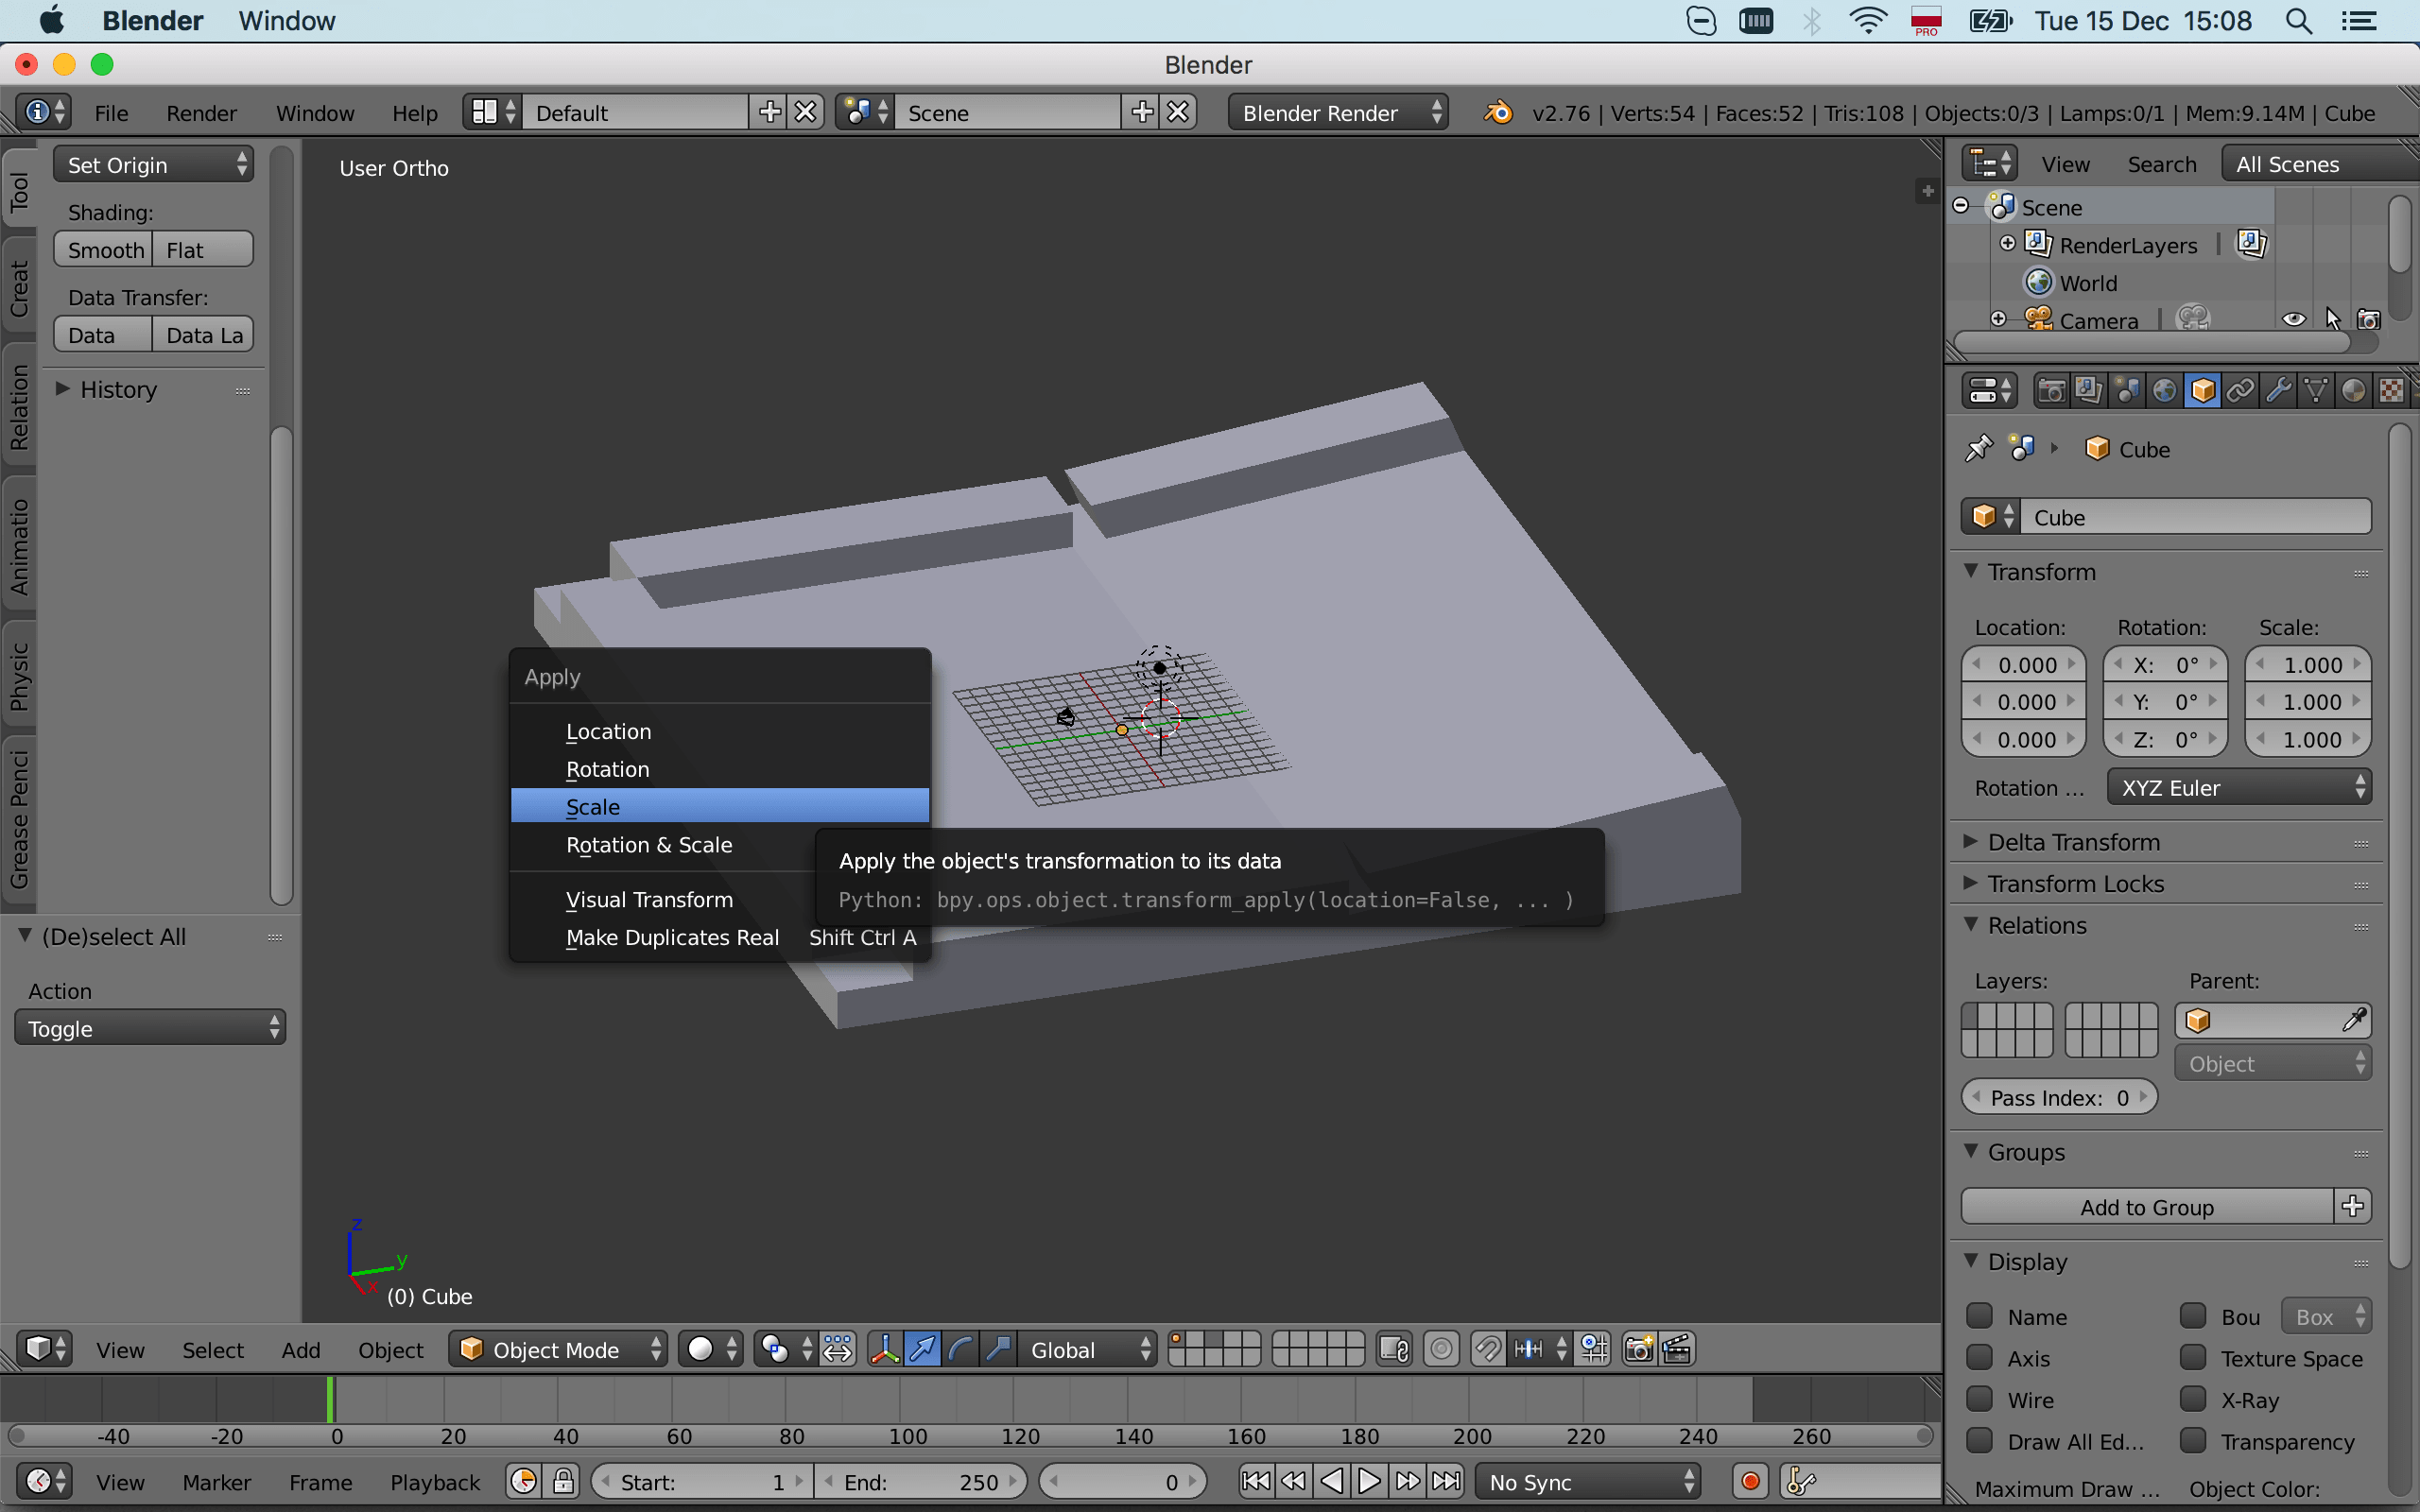 Blender Window PRO Tue 15 Dec 15:08
Blender
File Render Window Help Default Scene Blender Render v2.76 | Verts:54 | Faces:52 | Tris:108 | Objects:0/3 | Lamps:0/1 | Mem:9.14M | Cube
Tool
Creat
Relation
Animatio
Physic
Grease Penci
Set Origin
Shading:
Smooth Flat
Data Transfer:
Data Data La
History
(De)select All
Action
Toggle
User Ortho
Apply
Location
Rotation
Scale
Rotation & Scale
Visual Transform
Make Duplicates Real Shift Ctrl A
Apply the object's transformation to its data
Python: bpy.ops.object.transform_apply(location=False, ... )
z
y
x
(0) Cube
View Search All Scenes
Scene
RenderLayers |
World
Camera |
Cube
Cube
Transform
Location: Rotation: Scale:
0.000 X: 0° 1.000
0.000 Y: 0° 1.000
0.000 Z: 0° 1.000
Rotation ... XYZ Euler
Delta Transform
Transform Locks
Relations
Layers: Parent:
Object
Pass Index: 0
Groups
Add to Group
Display
Name Bou Box
Axis Texture Space
Wire X-Ray
Draw All Ed... Transparency
Maximum Draw ... Object Color:
View Select Add Object Object Mode Global
-40 -20 0 20 40 60 80 100 120 140 160 180 200 220 240 260
View Marker Frame Playback Start: 1 End: 250 0 No Sync